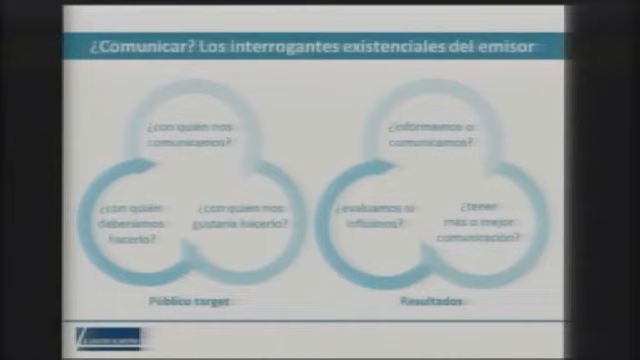 ¿Comunicar? Los interrogantes existenciales del emisor
¿con quién nos
comunicamos?
¿con quién
deberíamos
hacerlo?
¿con quien nos
gustaría hacerlo?
Público target
¿informamos o
comunicamos?
¿evaluamos si
influimos?
¿tener
más o mejor
comunicación?
Resultados